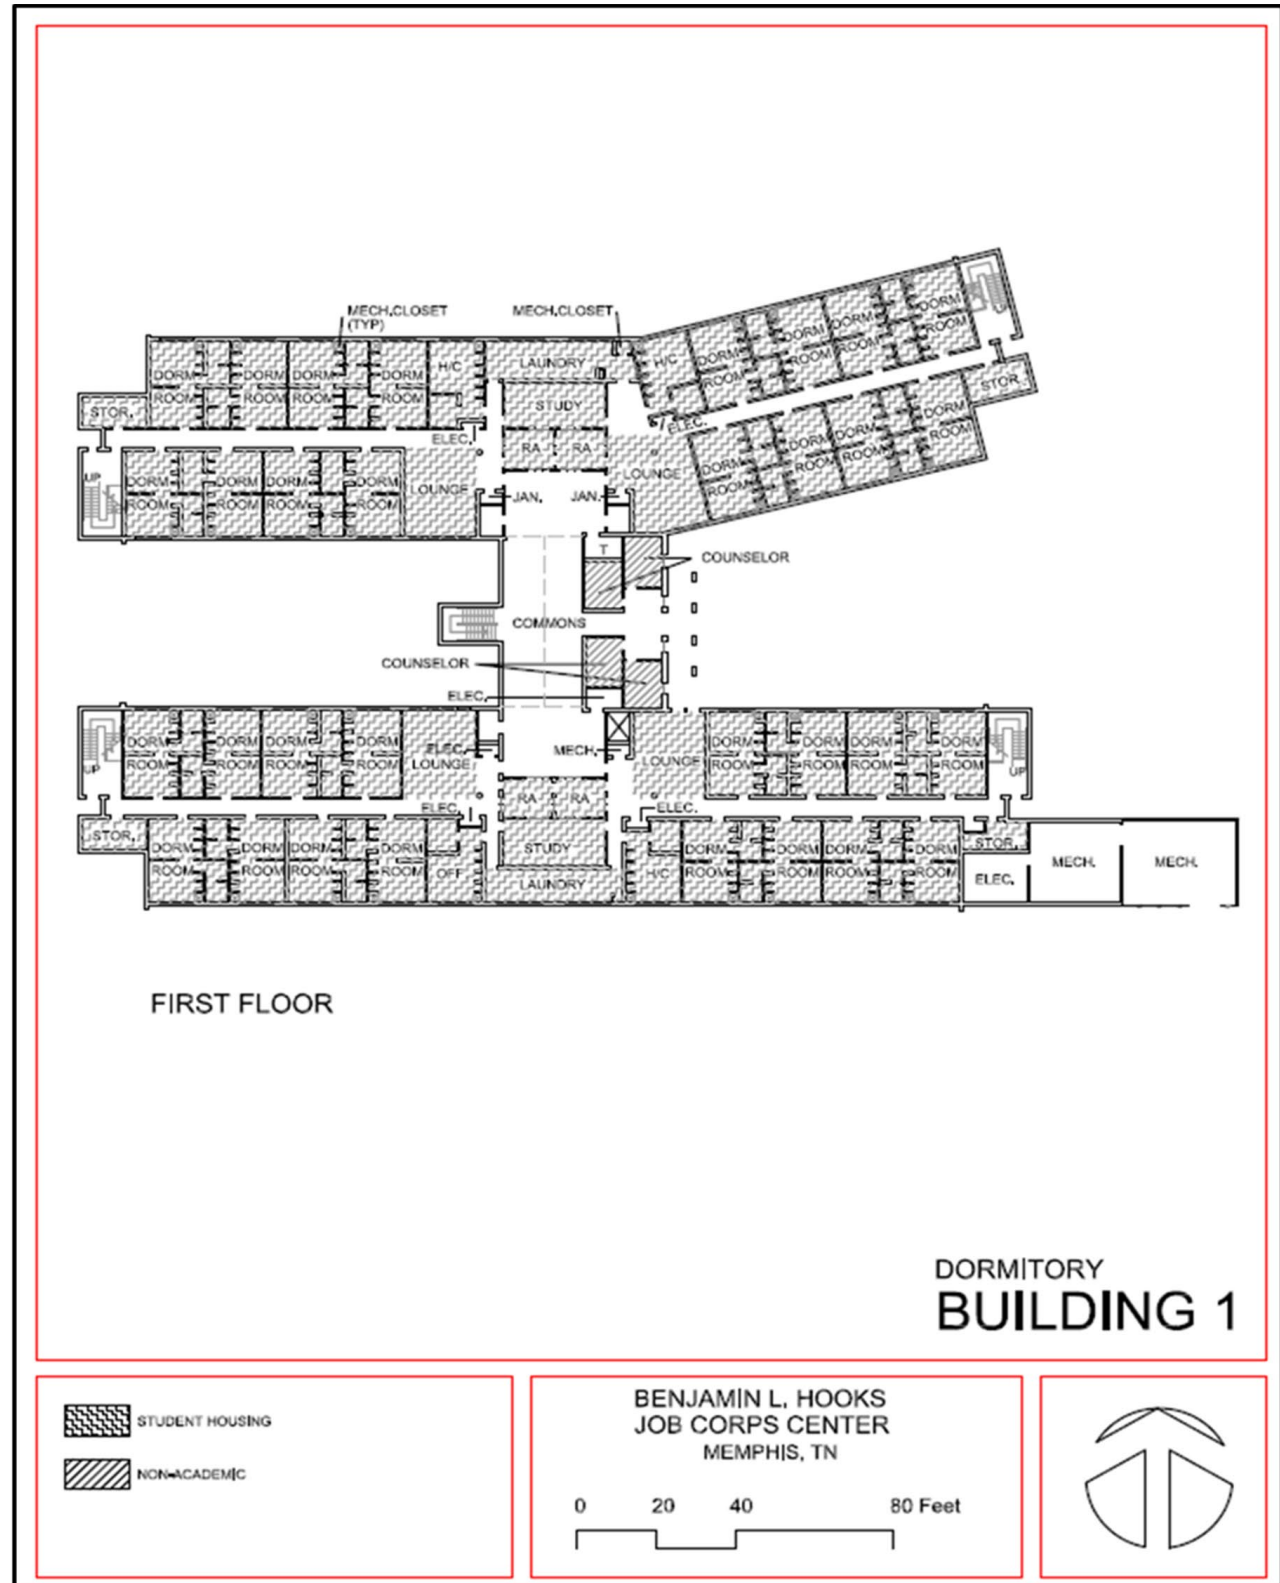 MECH.CLOSET
(TYP)
MECH.CLOSET
DORM
ROOM
DORM
ROOM
DORM
ROOM
DORM
ROOM
H/C
LAUNDRY
H/C
DORM
ROOM
DORM
ROOM
DORM
ROOM
DORM
ROOM
UP
STOR.
STUDY
ELEC.
STOR.
ELEC.
RA
RA
UP
DORM
ROOM
DORM
ROOM
DORM
ROOM
DORM
ROOM
LOUNGE
JAN.
JAN.
LOUNGE
DORM
ROOM
DORM
ROOM
DORM
ROOM
DORM
ROOM
T
COUNSELOR
COMMONS
COUNSELOR
ELEC.
UP
DORM
ROOM
DORM
ROOM
DORM
ROOM
DORM
ROOM
ELEC.
LOUNGE
MECH.
LOUNGE
DORM
ROOM
DORM
ROOM
DORM
ROOM
DORM
ROOM
UP
RA
RA
ELEC.
ELEC.
STOR.
DORM
ROOM
DORM
ROOM
DORM
ROOM
DORM
ROOM
OFF
STUDY
LAUNDRY
H/C
DORM
ROOM
DORM
ROOM
DORM
ROOM
DORM
ROOM
STOR.
ELEC.
MECH.
MECH.
FIRST FLOOR
DORMITORY
BUILDING 1
STUDENT HOUSING
NON-ACADEMIC
BENJAMIN L. HOOKS
JOB CORPS CENTER
MEMPHIS, TN
0 20 40 80 Feet